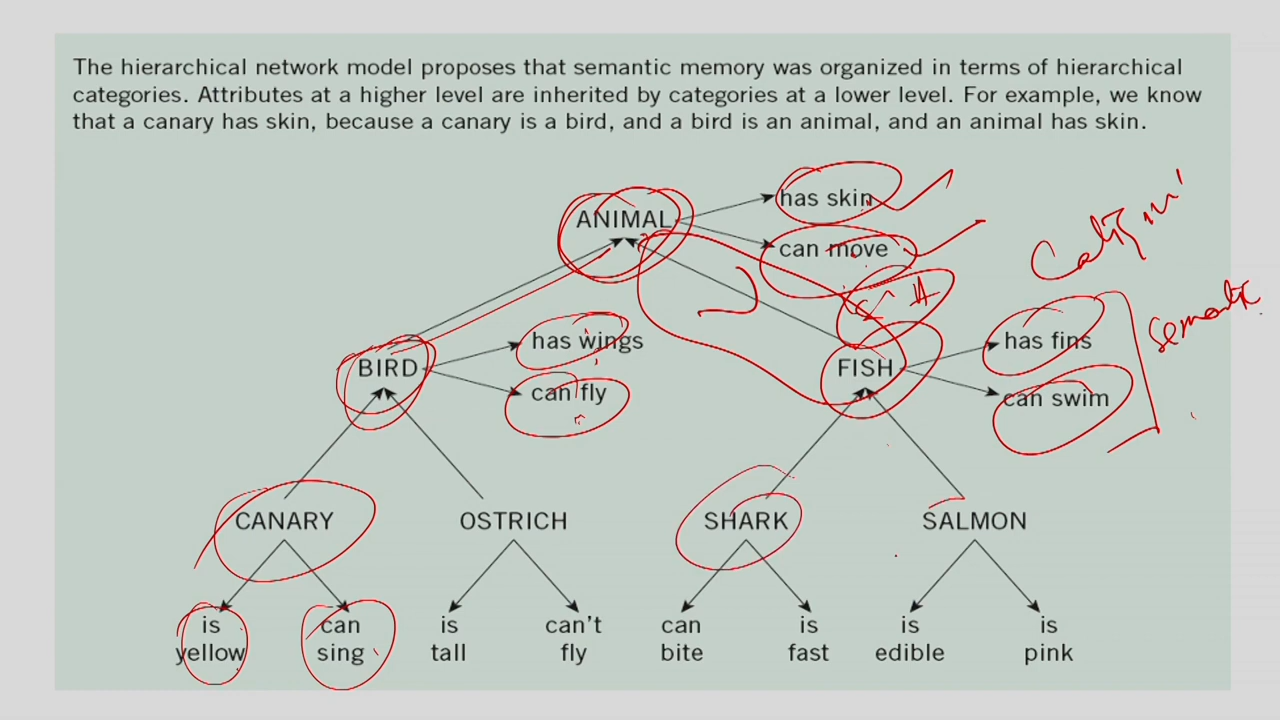 The hierarchical network model proposes that semantic memory was organized in terms of hierarchical
categories. Attributes at a higher level are inherited by categories at a lower level. For example, we know
that a canary has skin, because a canary is a bird, and a bird is an animal, and an animal has skin.
has skin
ANIMAL
can move
has wings
has fins
BIRD
FISH
can fly
can swim
CANARY
OSTRICH
SHARK
SALMON
is yellow
can sing
is tall
can't fly
can bite
is fast
is edible
is pink